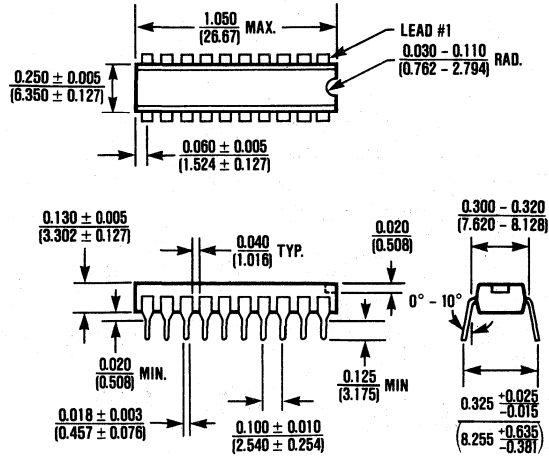 1.050
(26.67) MAX.
LEAD #1
0.030 – 0.110
(0.762 – 2.794) RAD.
0.250 ± 0.005
(6.350 ± 0.127)
0.060 ± 0.005
(1.524 ± 0.127)
0.130 ± 0.005
(3.302 ± 0.127)
0.040
(1.016) TYP.
0.020
(0.508)
0.300 – 0.320
(7.620 – 8.128)
0° – 10°
0.020
(0.508) MIN.
0.125
(3.175) MIN
0.018 ± 0.003
(0.457 ± 0.076)
0.100 ± 0.010
(2.540 ± 0.254)
0.325 +0.025
–0.015
(8.255 +0.635
–0.381)